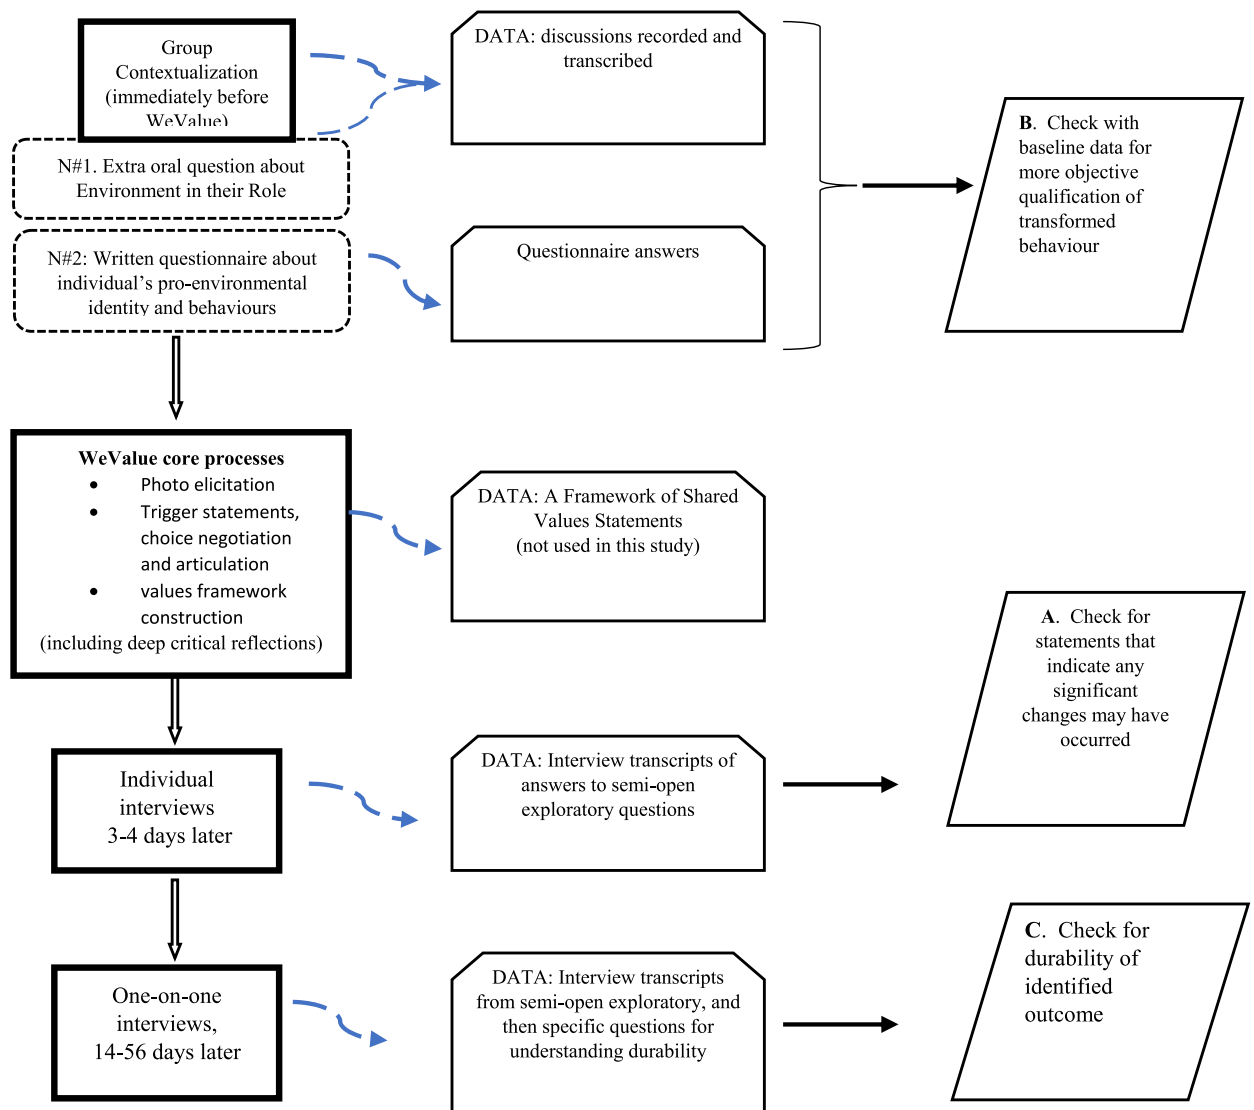 Group
Contextualization
(immediately before
WeValue)
DATA: discussions recorded and
transcribed
B. Check with
baseline data for
more objective
qualification of
transformed
behaviour
N#1. Extra oral question about
Environment in their Role
N#2: Written questionnaire about
individual's pro-environmental
identity and behaviours
Questionnaire answers
WeValue core processes
• Photo elicitation
• Trigger statements,
choice negotiation
and articulation
• values framework
construction
(including deep critical reflections)
DATA: A Framework of Shared
Values Statements
(not used in this study)
A. Check for
statements that
indicate any
significant
changes may have
occurred
Individual
interviews
3-4 days later
DATA: Interview transcripts of
answers to semi-open
exploratory questions
C. Check for
durability of
identified
outcome
One-on-one
interviews,
14-56 days later
DATA: Interview transcripts
from semi-open exploratory, and
then specific questions for
understanding durability